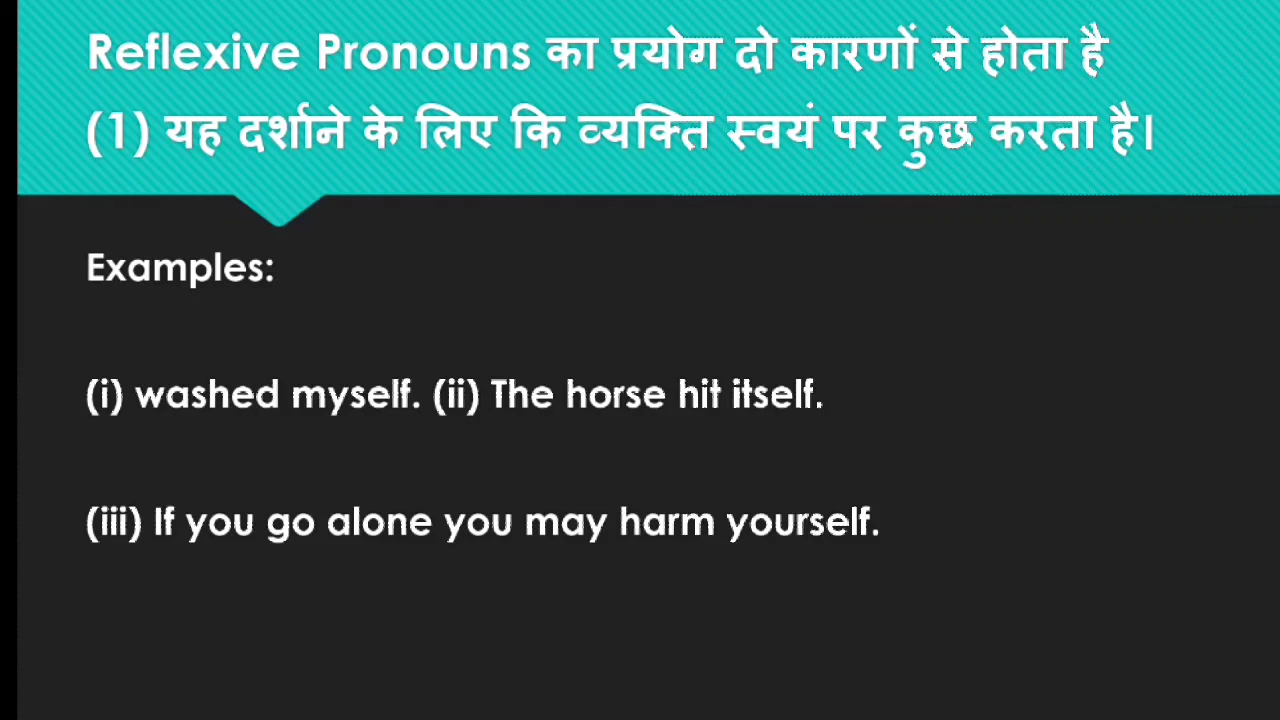 Reflexive Pronouns का प्रयोग दो कारणों से होता है
(1) यह दर्शाने के लिए कि व्यक्ति स्वयं पर कुछ करता है।
Examples:
(i) washed myself. (ii) The horse hit itself.
(iii) If you go alone you may harm yourself.